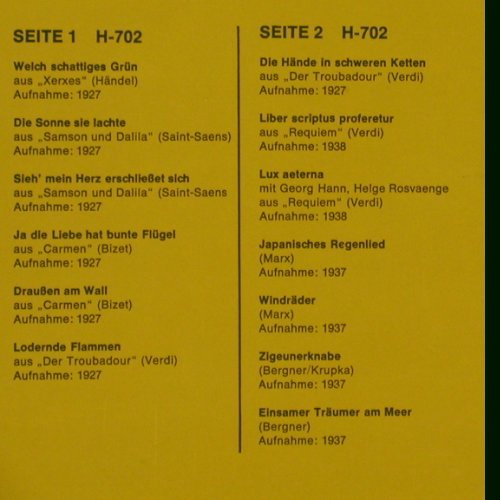 SEITE 1 H-702
Welch schattiges Grün
aus „Xerxes“ (Händel)
Aufnahme: 1927
Die Sonne sie lachte
aus „Samson und Dalila“ (Saint-Saens)
Aufnahme: 1927
Sieh' mein Herz erschließet sich
aus „Samson und Dalila“ (Saint-Saens
Aufnahme: 1927
Ja die Liebe hat bunte Flügel
aus „Carmen“ (Bizet)
Aufnahme: 1927
Draußen am Wall
aus „Carmen“ (Bizet)
Aufnahme: 1927
Lodernde Flammen
aus „Der Troubadour“ (Verdi)
Aufnahme: 1927
SEITE 2 H-702
Die Hände in schweren Ketten
aus „Der Troubadour“ (Verdi)
Aufnahme: 1927
Liber scriptus proferetur
aus „Requiem“ (Verdi)
Aufnahme: 1938
Lux aeterna
mit Georg Hann, Helge Rosvaenge
aus „Requiem“ (Verdi)
Aufnahme: 1938
Japanisches Regenlied
(Marx)
Aufnahme: 1937
Windräder
(Marx)
Aufnahme: 1937
Zigeunerknabe
(Bergner/Krupka)
Aufnahme: 1937
Einsamer Träumer am Meer
(Bergner)
Aufnahme: 1937